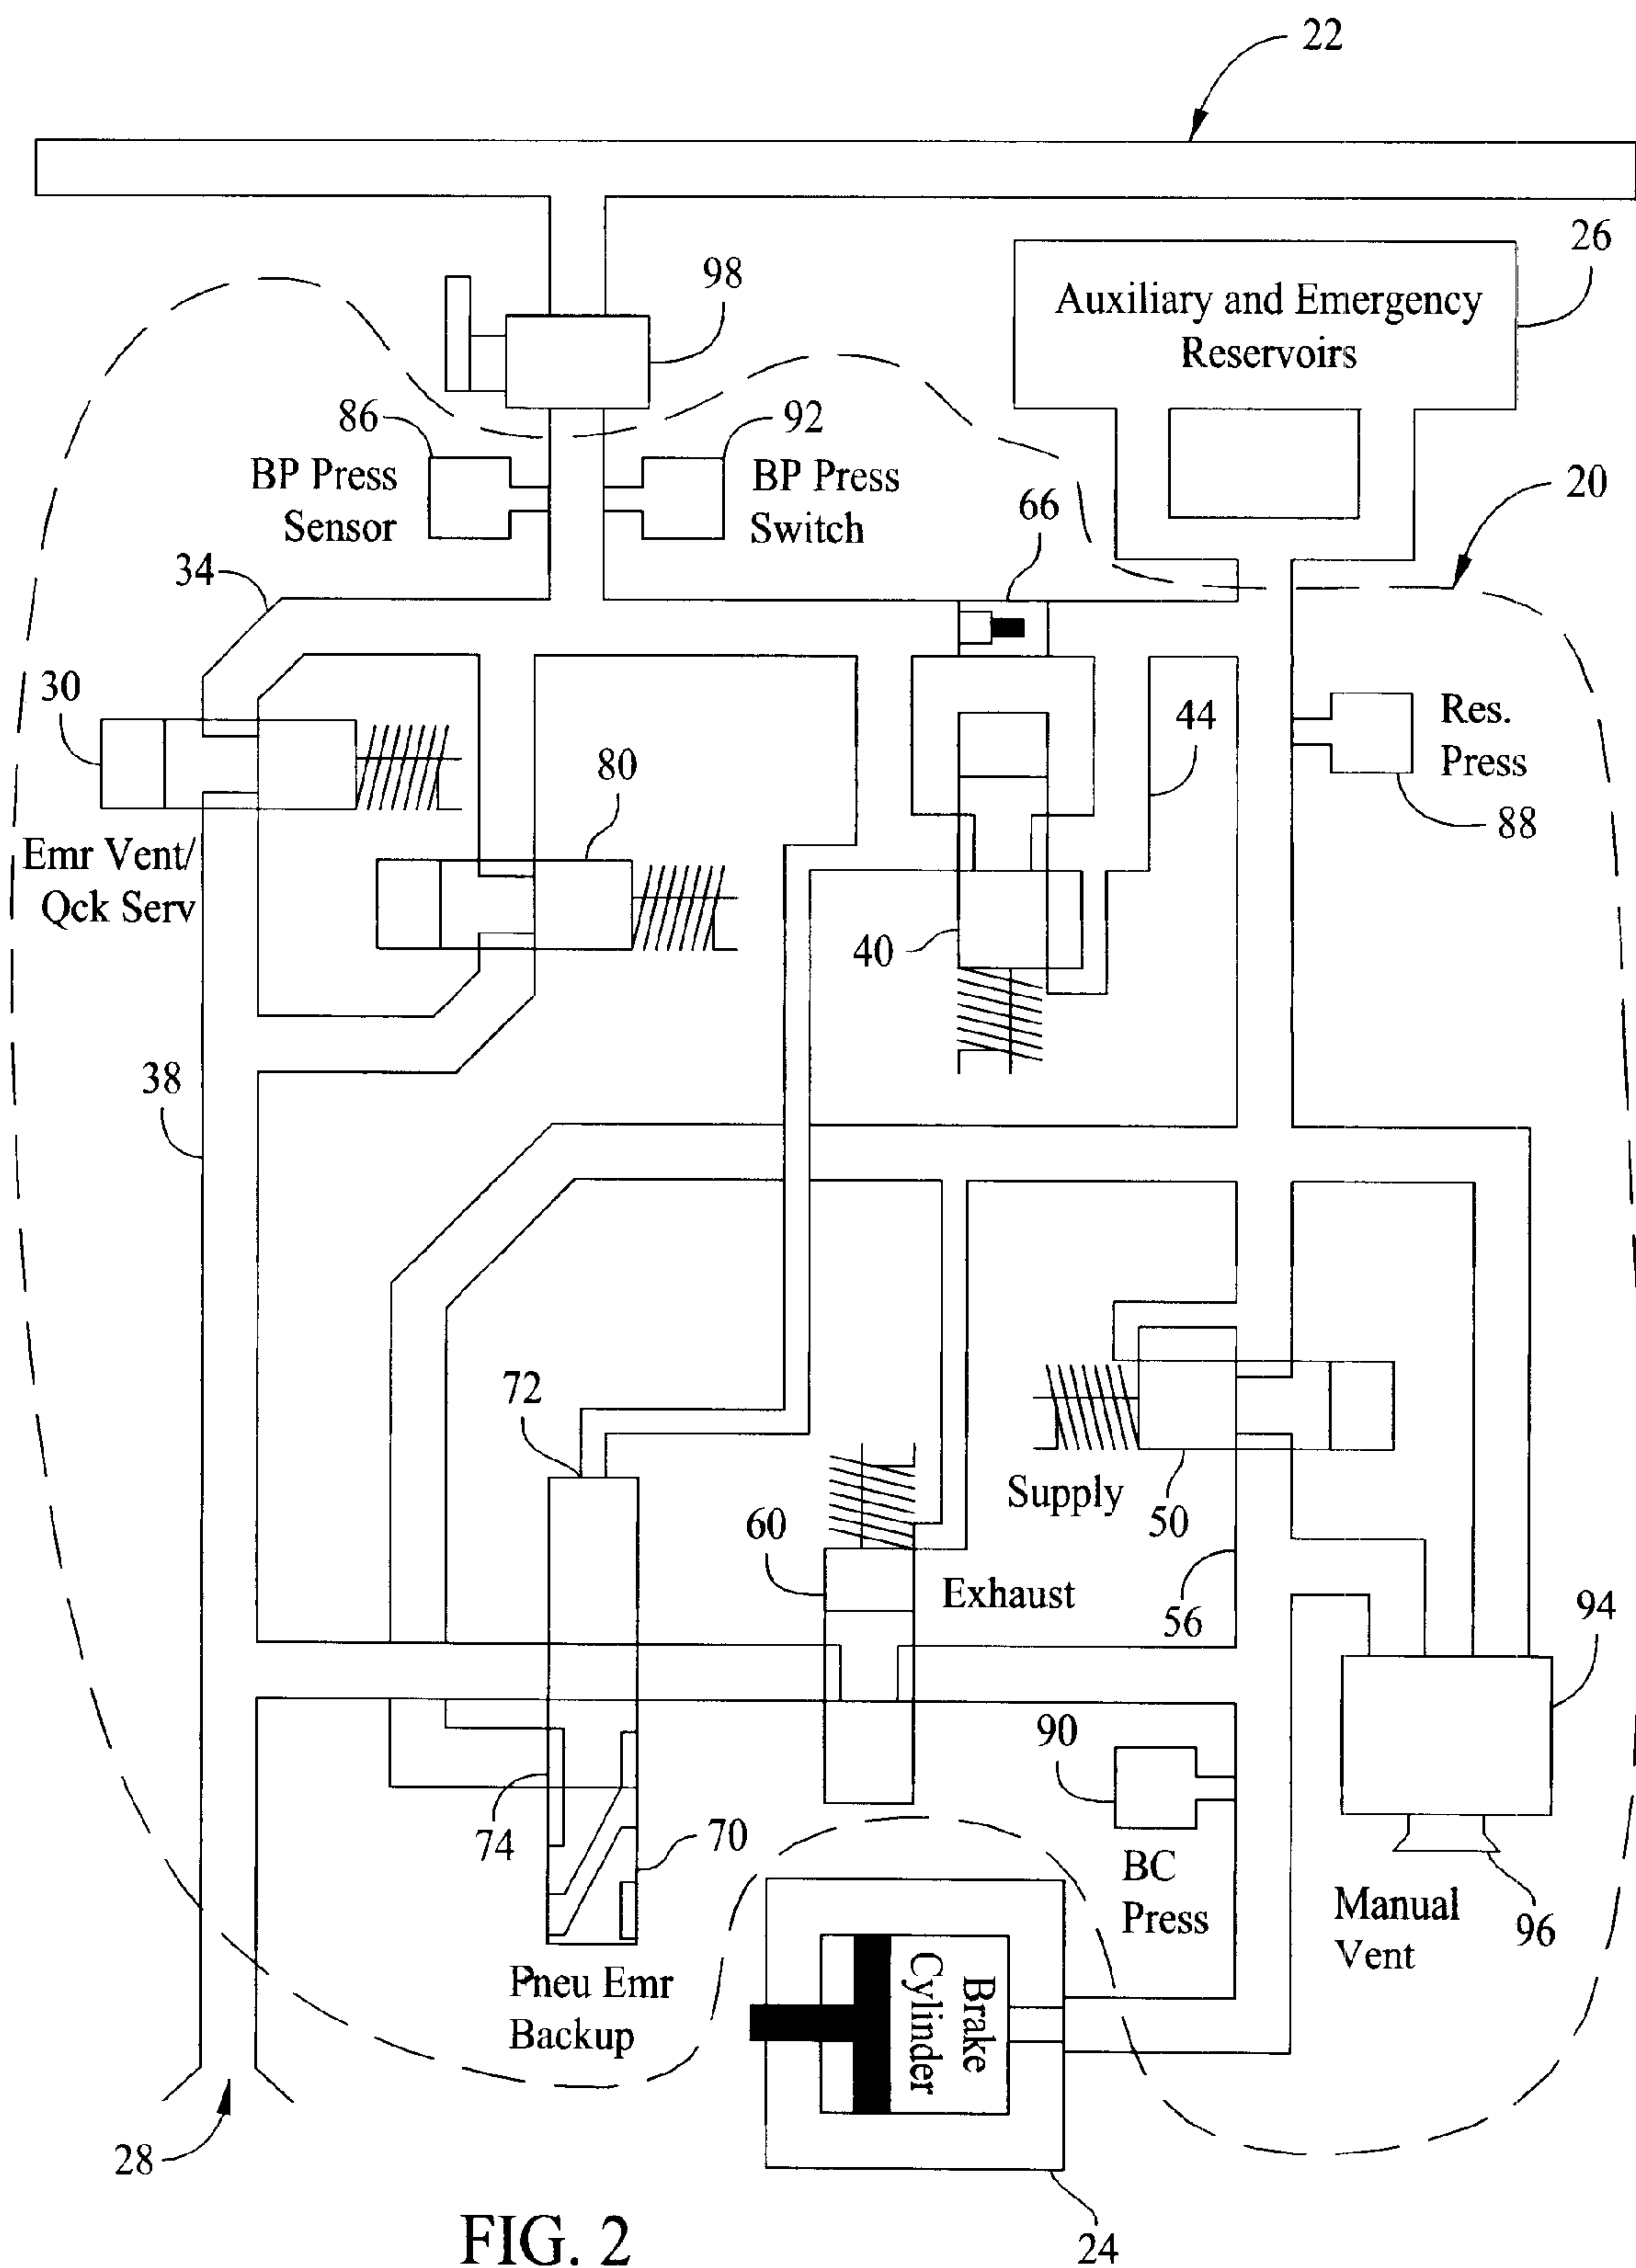 22
26
98
Auxiliary and Emergency
Reservoirs
86
92
BP Press
Sensor
BP Press
Switch
66
20
34
30
80
44
Res.
Press
88
Emr Vent/
Qck Serv
40
38
72
Supply
50
60
Exhaust
56
94
90
74
70
BC
Press
Manual
Vent
96
Pneu Emr
Backup
Brake
Cylinder
28
24
FIG. 2